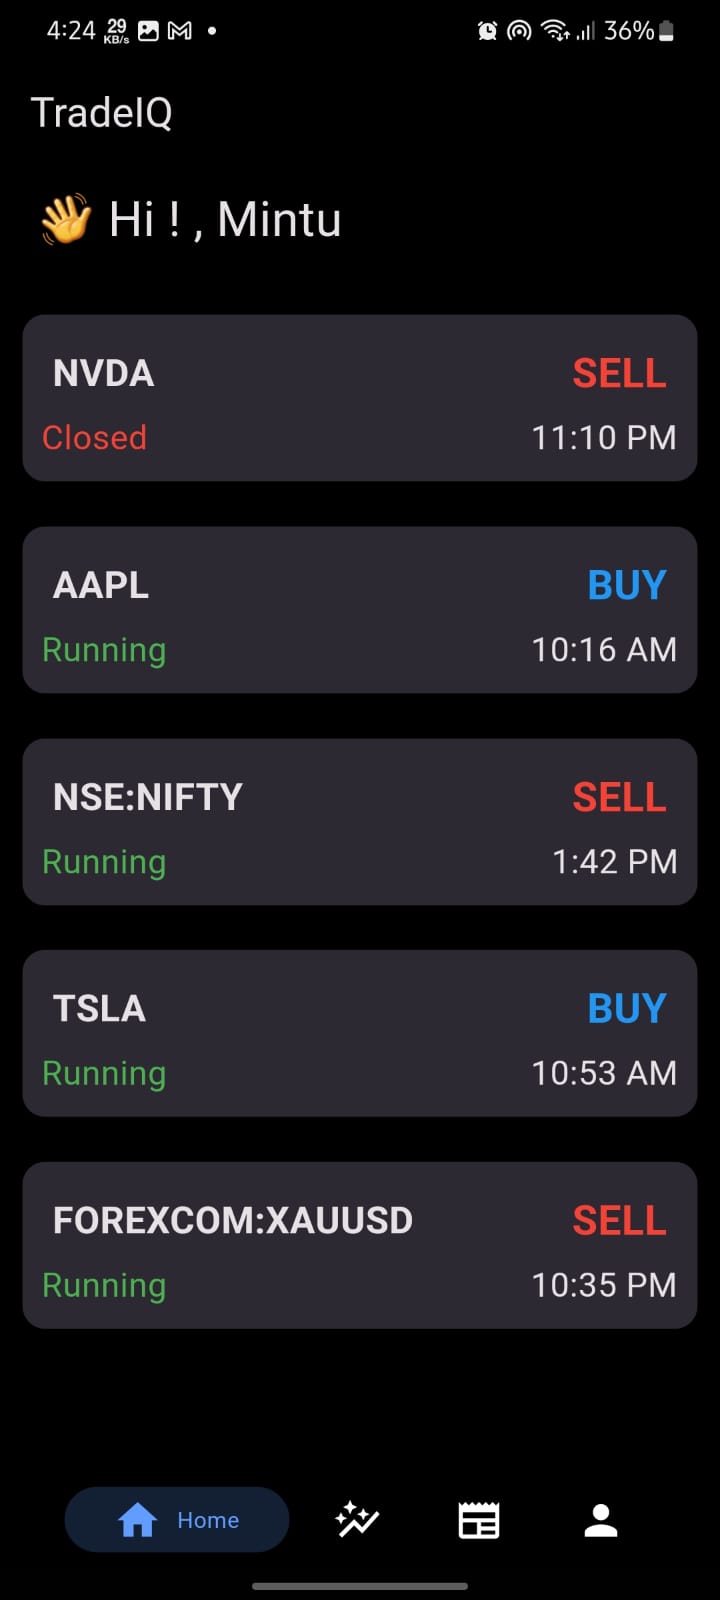 4:24 29 KB/s 36%
TradeIQ
👋 Hi ! , Mintu
NVDA SELL
Closed 11:10 PM
AAPL BUY
Running 10:16 AM
NSE:NIFTY SELL
Running 1:42 PM
TSLA BUY
Running 10:53 AM
FOREXCOM:XAUUSD SELL
Running 10:35 PM
Home